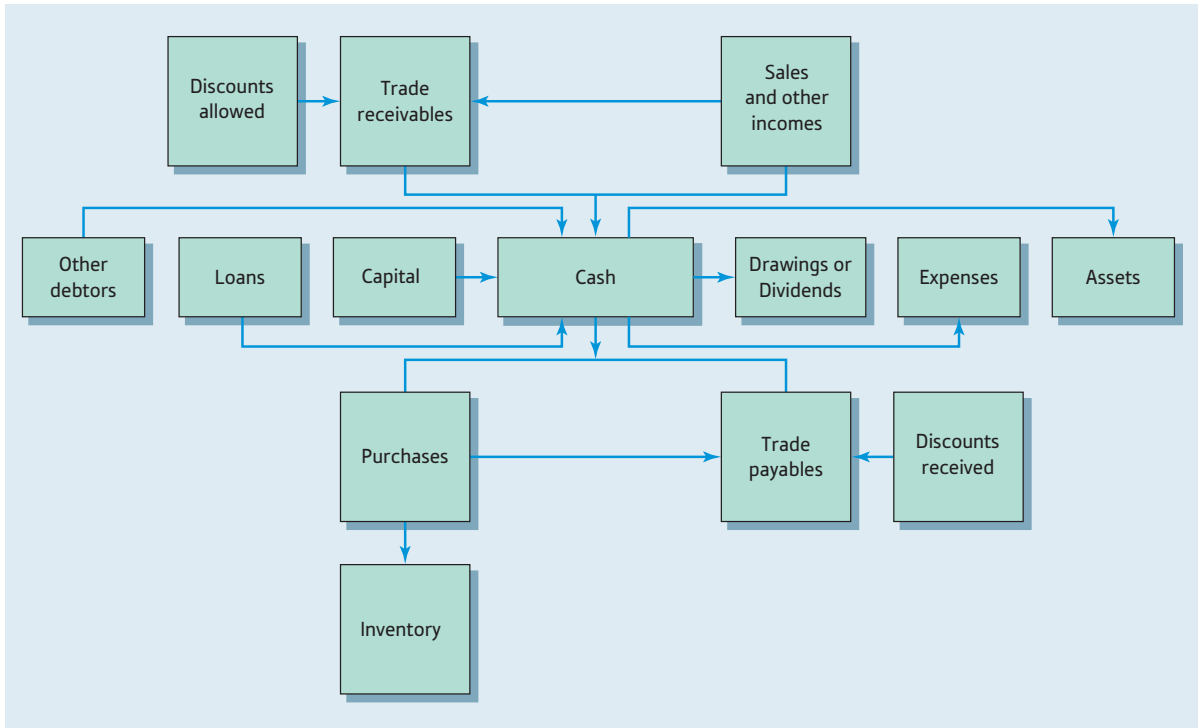 Discounts
allowed
Trade
receivables
Sales
and other
incomes
Other
debtors
Loans
Capital
Cash
Drawings or
Dividends
Expenses
Assets
Purchases
Trade
payables
Discounts
received
Inventory